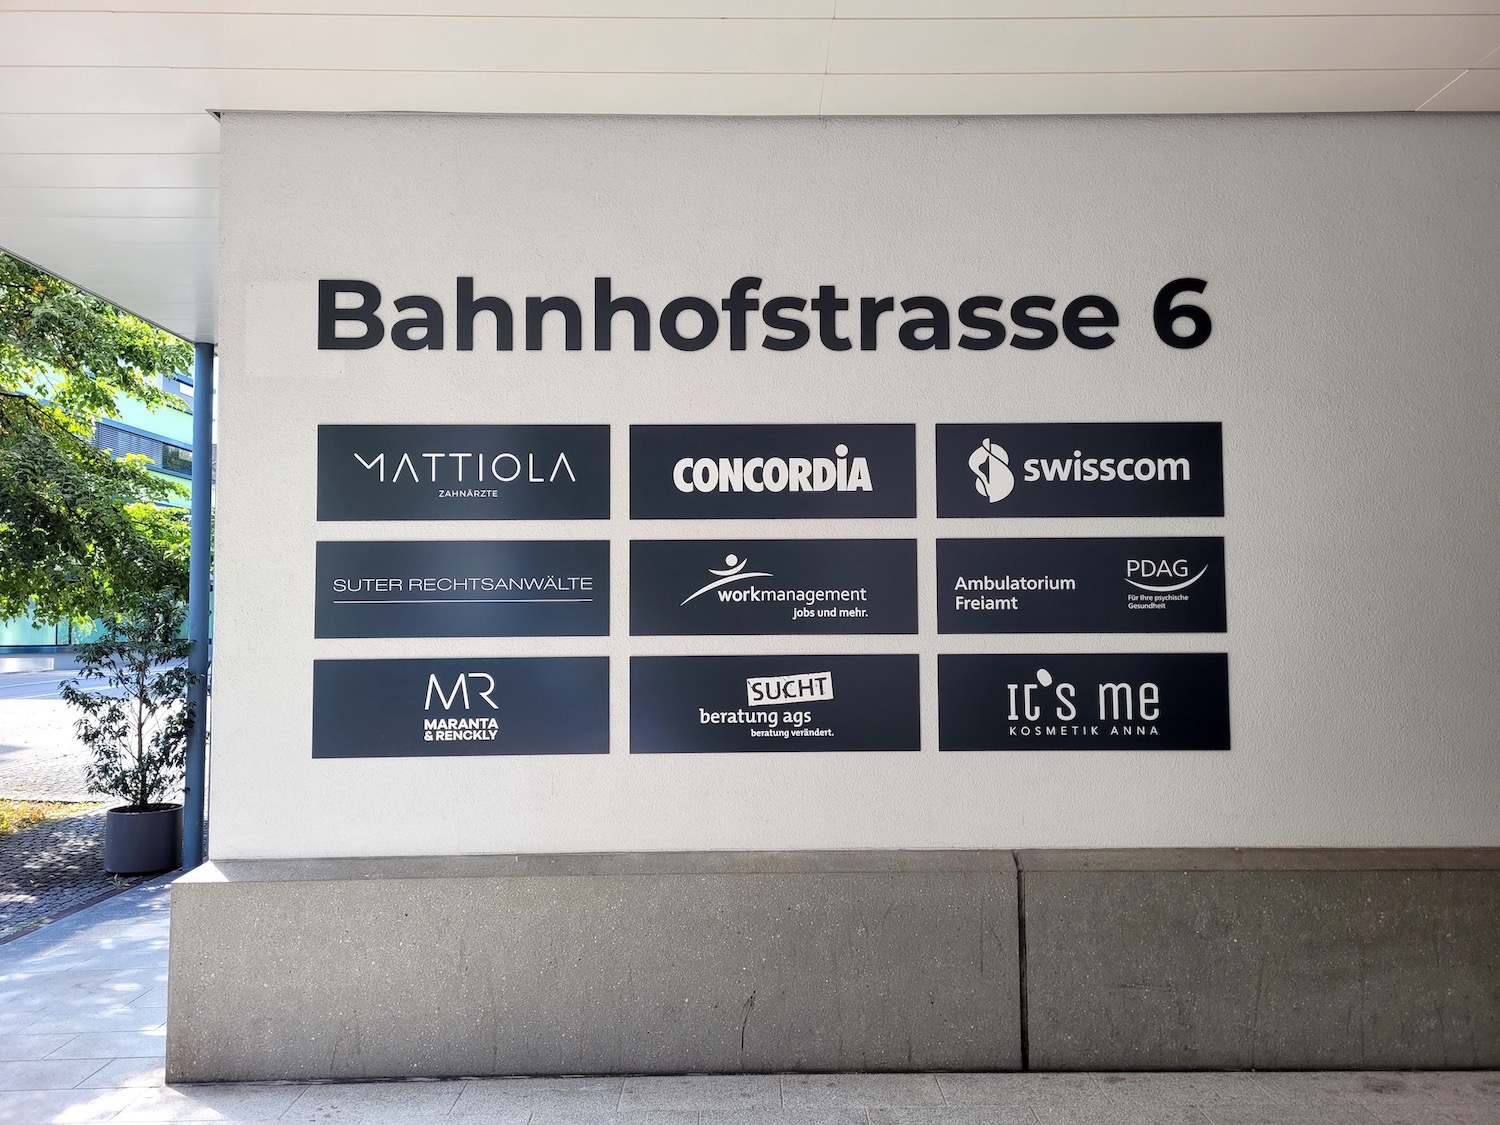 Bahnhofstrasse 6
MATTIOLA
ZAHNÄRZTE
CONCORDiA
swisscom
SUTER RECHTSANWÄLTE
workmanagement
jobs und mehr.
Ambulatorium
Freiamt
PDAG
Für Ihre psychische
Gesundheit
MR
MARANTA
& RENCKLY
SUCHT
beratung ags
beratung verändert.
It's me
KOSMETIK ANNA